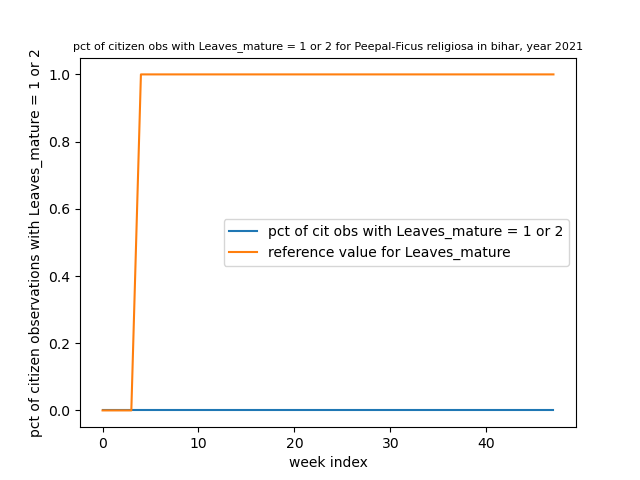 pct of citizen obs with Leaves_mature = 1 or 2 for Peepal-Ficus religiosa in bihar, year 2021
pct of citizen observations with Leaves_mature = 1 or 2
1.0
0.8
0.6
0.4
0.2
0.0
pct of cit obs with Leaves_mature = 1 or 2
reference value for Leaves_mature
0 10 20 30 40
week index